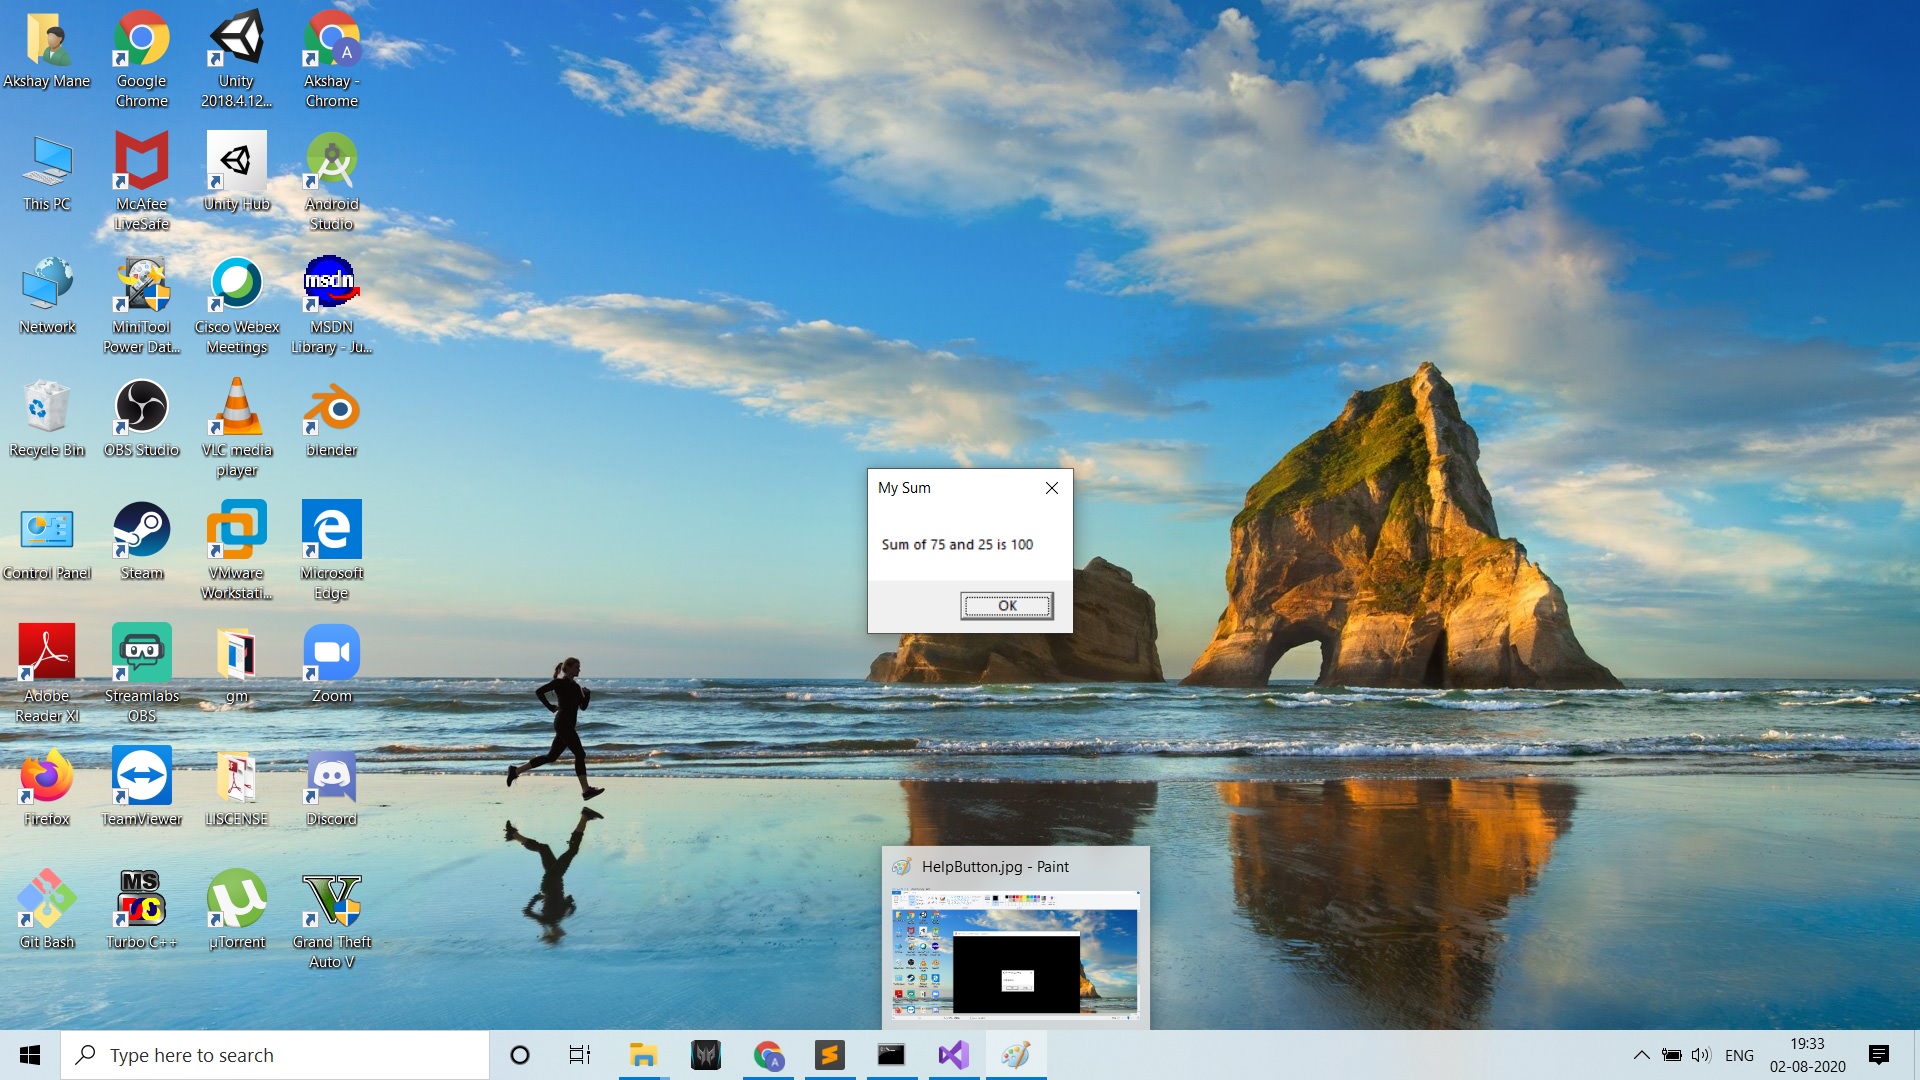 Akshay Mane
Google
Chrome
Unity
2018.4.12...
A
Akshay -
Chrome
This PC
McAfee
LiveSafe
Unity Hub
Android
Studio
Network
MiniTool
Power Dat...
Cisco Webex
Meetings
msdn
MSDN
Library - Ju...
Recycle Bin
OBS Studio
VLC media
player
blender
Control Panel
Steam
VMware
Workstati...
Microsoft
Edge
Adobe
Reader XI
Streamlabs
OBS
gm
Zoom
Firefox
TeamViewer
LISCENSE
Discord
Git Bash
MS
Turbo C++
µTorrent
Grand Theft
Auto V
My Sum
Sum of 75 and 25 is 100
OK
HelpButton.jpg - Paint
Type here to search
A
ENG
19:33
02-08-2020